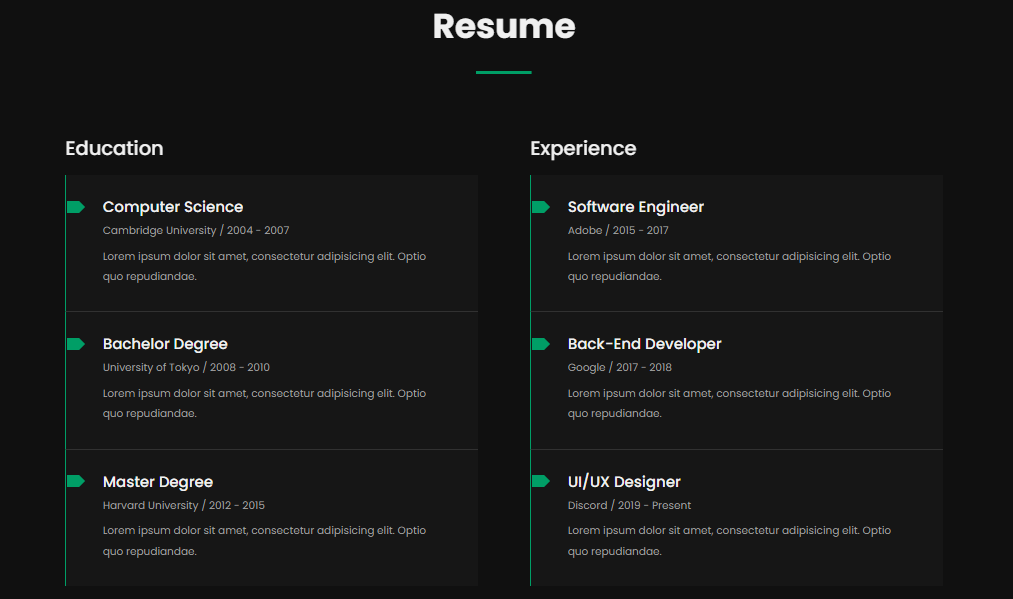 Resume
Education
Computer Science
Cambridge University / 2004 - 2007
Lorem ipsum dolor sit amet, consectetur adipisicing elit. Optio
quo repudiandae.
Bachelor Degree
University of Tokyo / 2008 - 2010
Lorem ipsum dolor sit amet, consectetur adipisicing elit. Optio
quo repudiandae.
Master Degree
Harvard University / 2012 - 2015
Lorem ipsum dolor sit amet, consectetur adipisicing elit. Optio
quo repudiandae.
Experience
Software Engineer
Adobe / 2015 - 2017
Lorem ipsum dolor sit amet, consectetur adipisicing elit. Optio
quo repudiandae.
Back-End Developer
Google / 2017 - 2018
Lorem ipsum dolor sit amet, consectetur adipisicing elit. Optio
quo repudiandae.
UI/UX Designer
Discord / 2019 - Present
Lorem ipsum dolor sit amet, consectetur adipisicing elit. Optio
quo repudiandae.